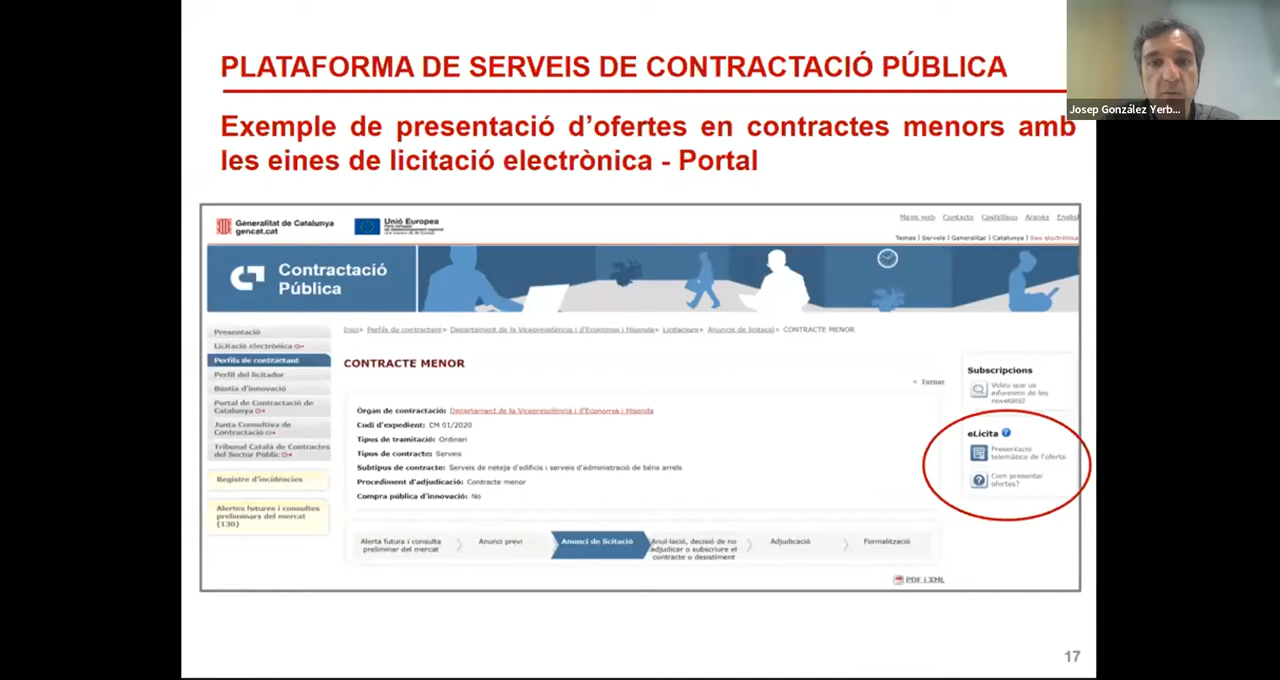 PLATAFORMA DE SERVEIS DE CONTRACTACIÓ PÚBLICA
Josep González Yerb...
Exemple de presentació d'ofertes en contractes menors amb
les eines de licitació electrònica - Portal
Generalitat de Catalunya
gencat.cat
Unió Europea
Mapa web Contacte Castellano Aranés English
Temes | Serveis | Generalitat | Catalunya | Seu electrònica
Contractació
Pública
Presentació
Licitació electrònica
Perfils de contractant
Perfil del licitador
Bústia d'innovació
Portal de Contractació de
Catalunya
Junta Consultiva de
Contractació
Tribunal Català de Contractes
del Sector Públic
Registre d'incidències
Alertes futures i consultes
preliminars del mercat
(130)
Inici> Perfils de contractant> Departament de la Vicepresidència i d'Economia i Hisenda> Licitacions> Anuncis de licitació> CONTRACTE MENOR
CONTRACTE MENOR
< Tornar
Òrgan de contractació: Departament de la Vicepresidència i d'Economia i Hisenda
Codi d'expedient: CM 01/2020
Tipus de tramitació: Ordinari
Tipus de contracte: Serveis
Subtipus de contracte: Serveis de neteja d'edificis i serveis d'administració de béns arrels
Procediment d'adjudicació: Contracte menor
Compra pública d'innovació: No
Alerta futura i consulta
preliminar del mercat
Anunci previ
Anunci de licitació
Anul·lació, decisió de no
adjudicar o subscriure el
contracte o desistiment
Adjudicació
Formalització
PDF i XML
Subscripcions
Voleu que us
informem de les
novetats?
eLicita
Presentació
telemàtica de l'oferta
Com presentar
ofertes?
17